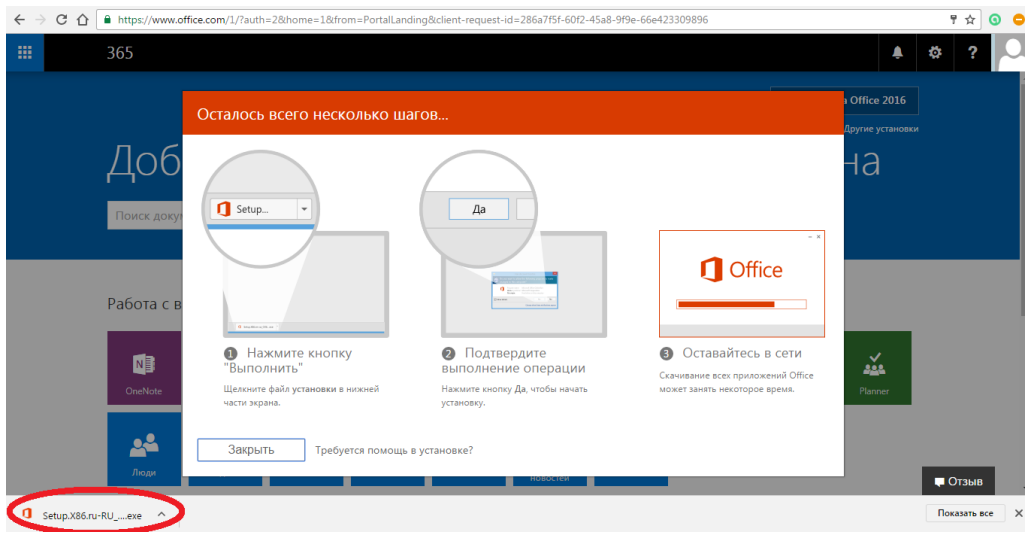 https://www.office.com/1/?auth=2&home=1&from=PortalLanding&client-request-id=286a7f5f-60f2-45a8-9f9e-66e423309896
365
?
Office 2016
Другие установки
Доб
на
Поиск доку
Осталось всего несколько шагов...
Setup...
Да
Office
1 Нажмите кнопку "Выполнить"
Щелкните файл установки в нижней
части экрана.
2 Подтвердите
выполнение операции
Нажмите кнопку Да, чтобы начать
установку.
3 Оставайтесь в сети
Скачивание всех приложений Office
может занять некоторое время.
Закрыть
Требуется помощь в установке?
Работа с в
N
OneNote
Planner
Люди
новостей
Отзыв
Setup.X86.ru-RU_....exe
Показать все